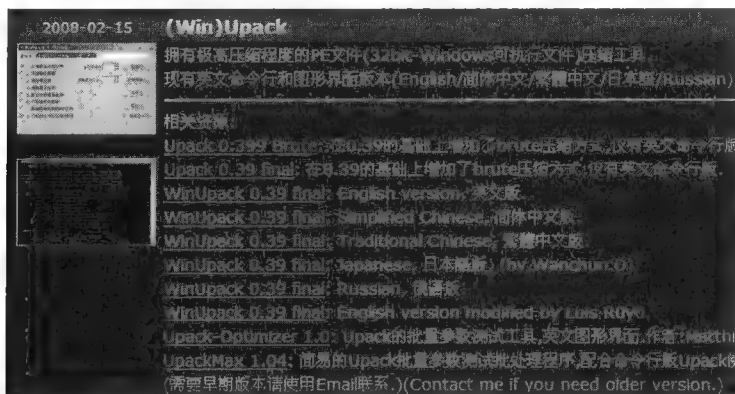 2008-02-15
(Win)Upack
拥有极高压缩程度的PE文件(32bit-Windows可执行文件)压缩工具
现有英文命令行和图形界面版本(English/简体中文/繁體中文/日本語/Russian)
相关
Upack 0.399 的基础上增加了brute压缩方式,仅有英文命令行版
Upack 0.39 final: 在0.39的基础上增加了brute压缩方式,仅有英文命令行版.
WinUpack 0.39 final: English version, 英文版
WinUpack 0.39 final: Simplified Chinese, 简体中文版
WinUpack 0.39 final: Traditional Chinese, 繁體中文版
WinUpack 0.39 final: Japanese, 日本語版, (by Wanchun.O)
WinUpack 0.39 final: Russian, 俄语版
WinUpack 0.39 final: English version modified by Luis Ruyo
Upack-Optimizer 1.0: Upack的批量参数测试工具,英文图形界面,作者:
UpackMax 1.04: 简易的Upack批量参数测试批处理程序,配合命令行版Upack
(需要早期版本请使用Email联系.)(Contact me if you need older version.)